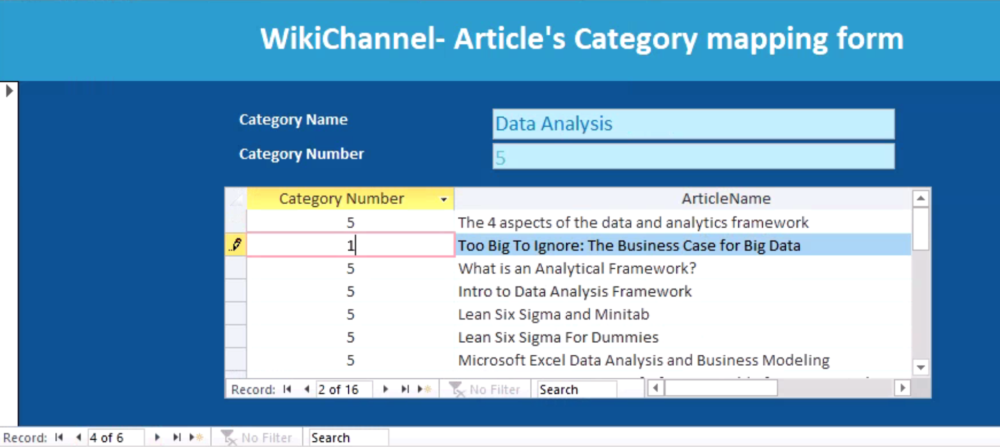 WikiChannel- Article's Category mapping form
Category Name Data Analysis
Category Number 5
Category Number ArticleName
5 The 4 aspects of the data and analytics framework
1 Too Big To Ignore: The Business Case for Big Data
5 What is an Analytical Framework?
5 Intro to Data Analysis Framework
5 Lean Six Sigma and Minitab
5 Lean Six Sigma For Dummies
5 Microsoft Excel Data Analysis and Business Modeling
Record: 2 of 16 No Filter Search
Record: 4 of 6 No Filter Search